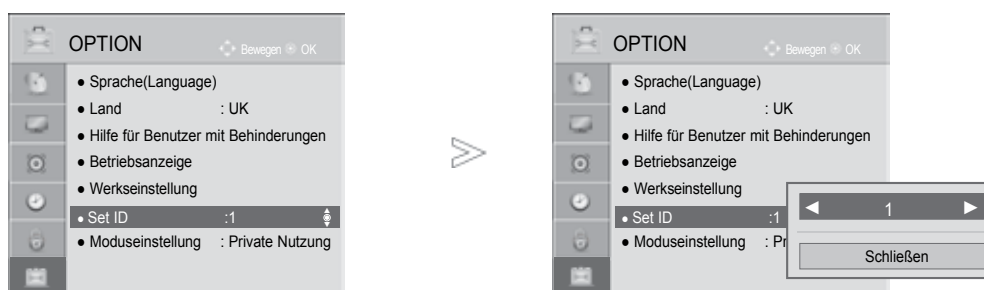 OPTION
Bewegen OK
● Sprache(Language)
● Land : UK
● Hilfe für Benutzer mit Behinderungen
● Betriebsanzeige
● Werkseinstellung
● Set ID :1
● Moduseinstellung : Private Nutzung
OPTION
Bewegen OK
● Sprache(Language)
● Land : UK
● Hilfe für Benutzer mit Behinderungen
● Betriebsanzeige
● Werkseinstellung
● Set ID :1
● Moduseinstellung : Pr
◄ 1 ►
Schließen